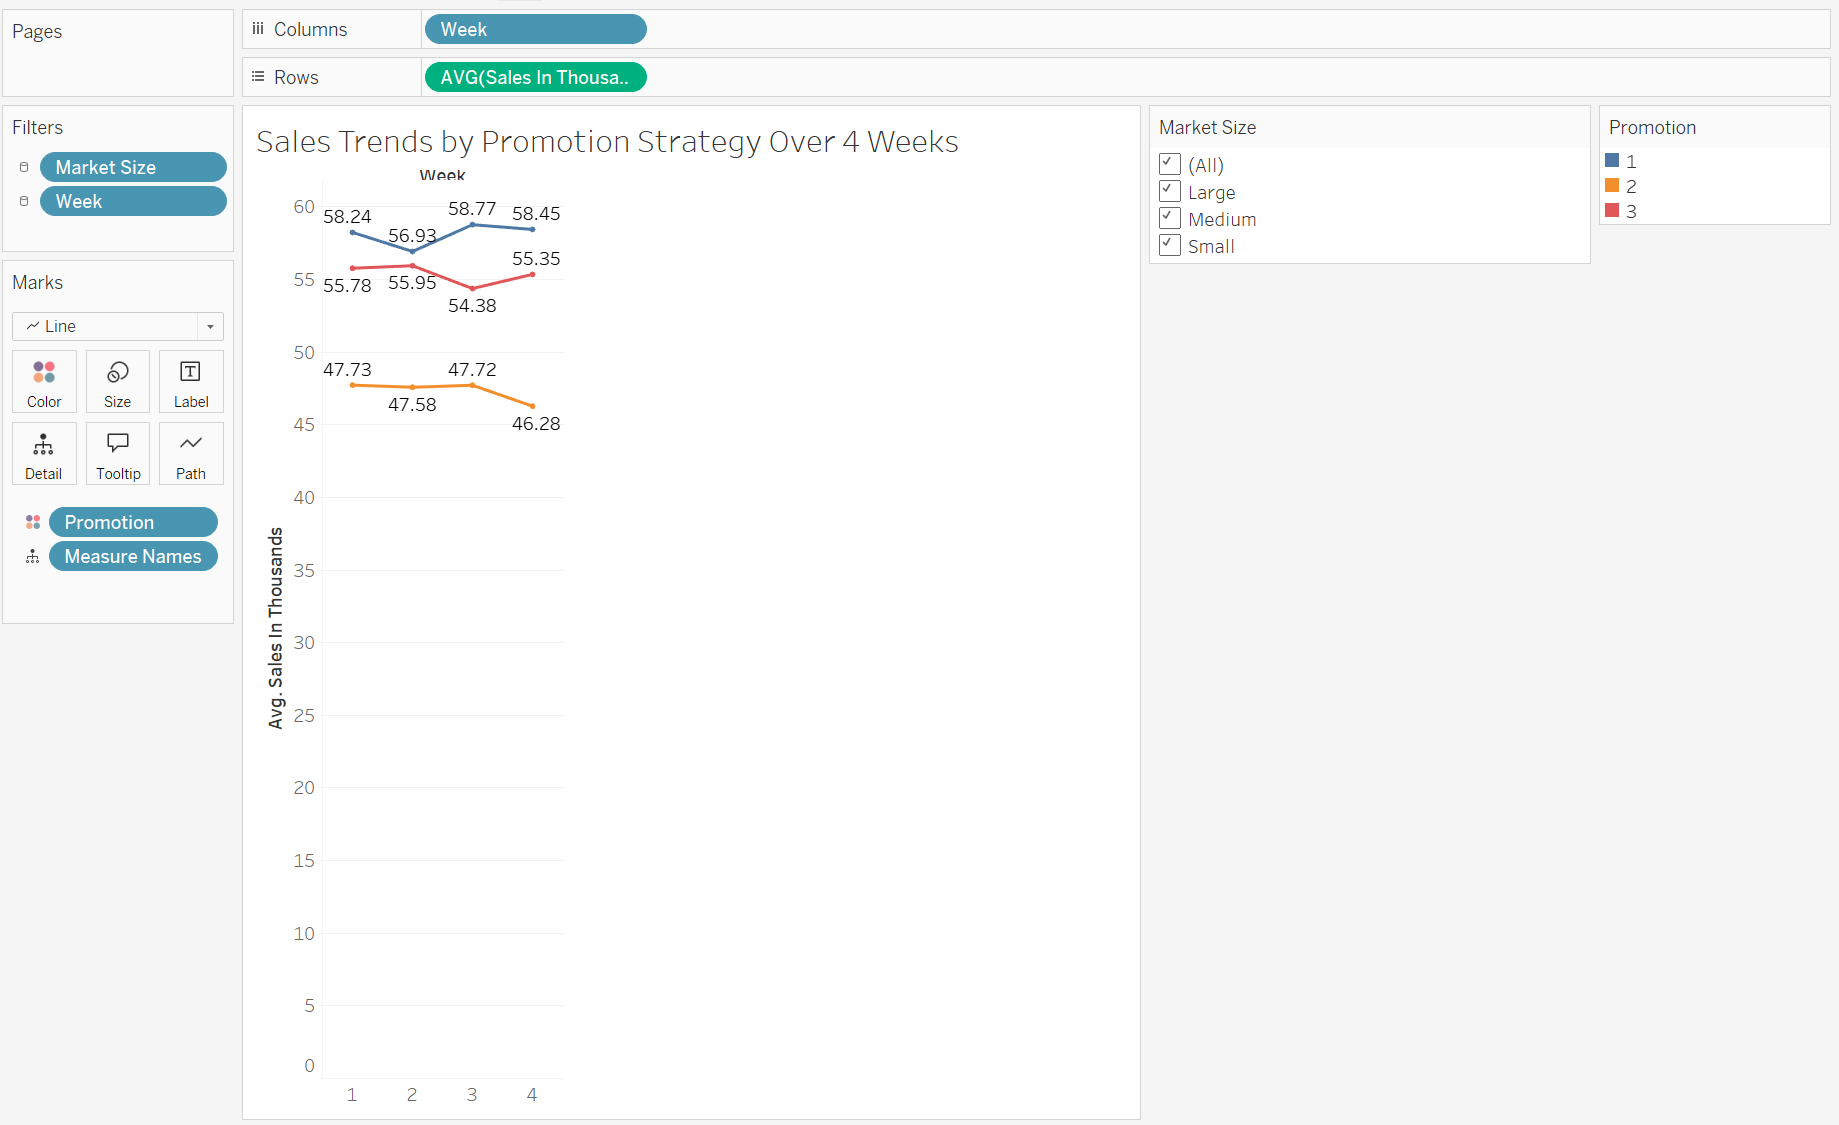 Pages
Columns
Week
Rows
AVG(Sales In Thousa..
Filters
Market Size
Week
Marks
Line
Color
Size
Label
Detail
Tooltip
Path
Promotion
Measure Names
Sales Trends by Promotion Strategy Over 4 Weeks
Week
60
55
50
45
40
35
30
25
20
15
10
5
0
Avg. Sales In Thousands
58.24
56.93
58.77
58.45
55.78
55.95
54.38
55.35
47.73
47.58
47.72
46.28
1 2 3 4
Market Size
(All)
Large
Medium
Small
Promotion
1
2
3